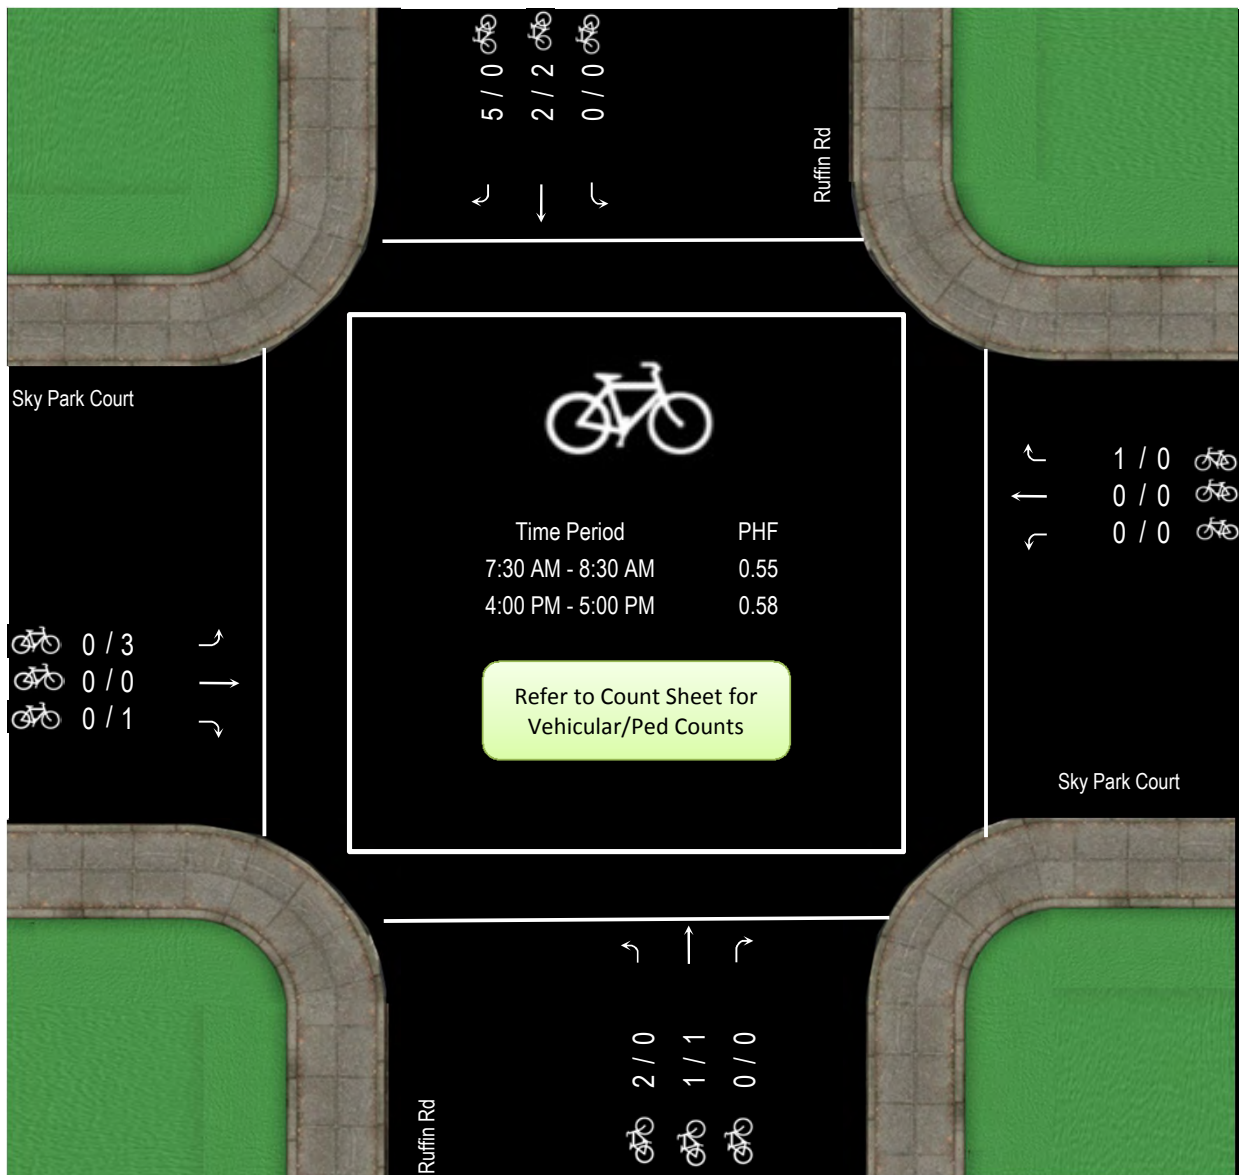 5 / 0
2 / 2
0 / 0
Ruffin Rd
Sky Park Court
1 / 0
0 / 0
0 / 0
Time Period PHF
7:30 AM - 8:30 AM 0.55
4:00 PM - 5:00 PM 0.58
0 / 3
0 / 0
0 / 1
Refer to Count Sheet for
Vehicular/Ped Counts
Sky Park Court
2 / 0
1 / 1
0 / 0
Ruffin Rd